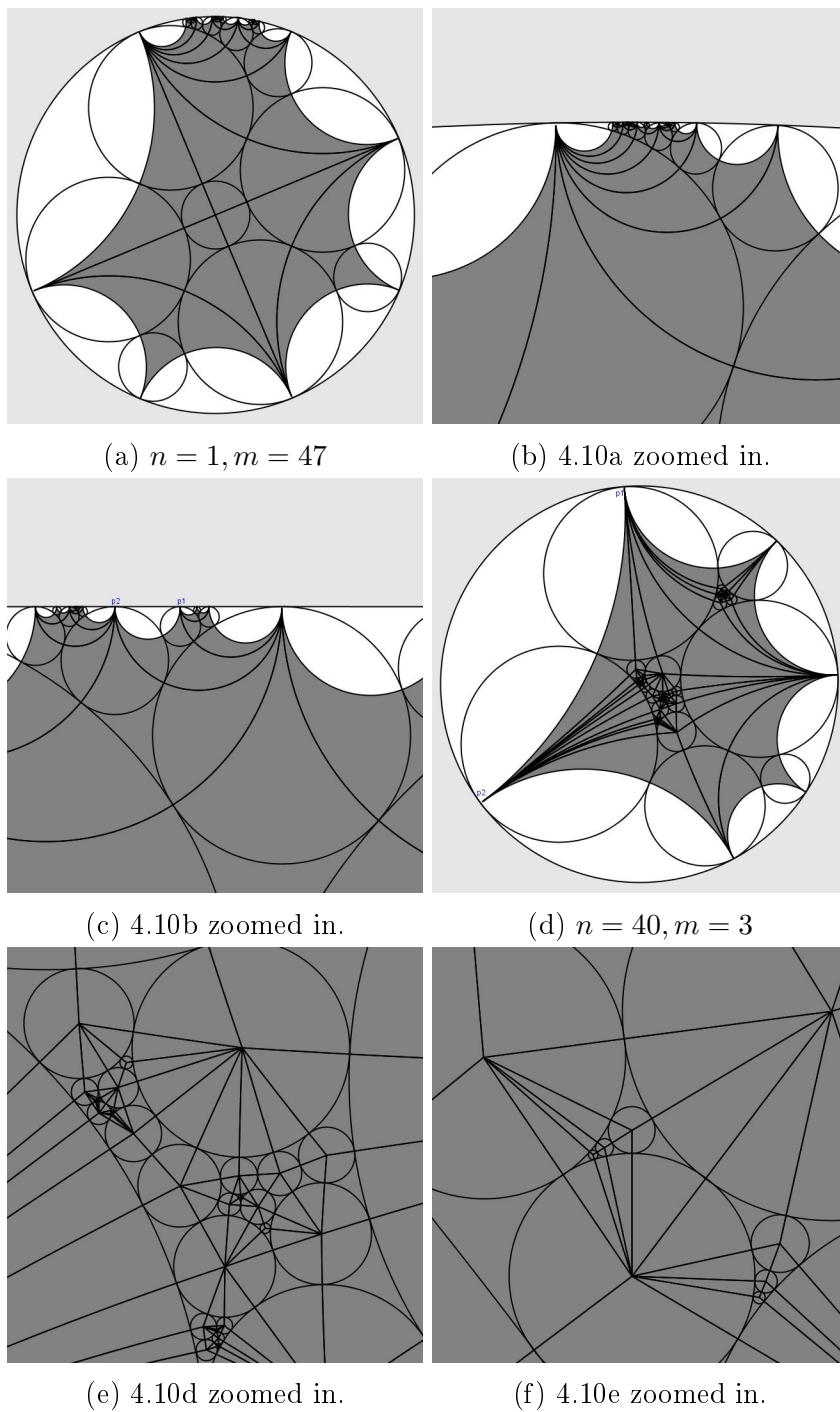 (a) n = 1, m = 47
(b) 4.10a zoomed in.
p2 p1
p1
p2
(c) 4.10b zoomed in.
(d) n = 40, m = 3
(e) 4.10d zoomed in.
(f) 4.10e zoomed in.